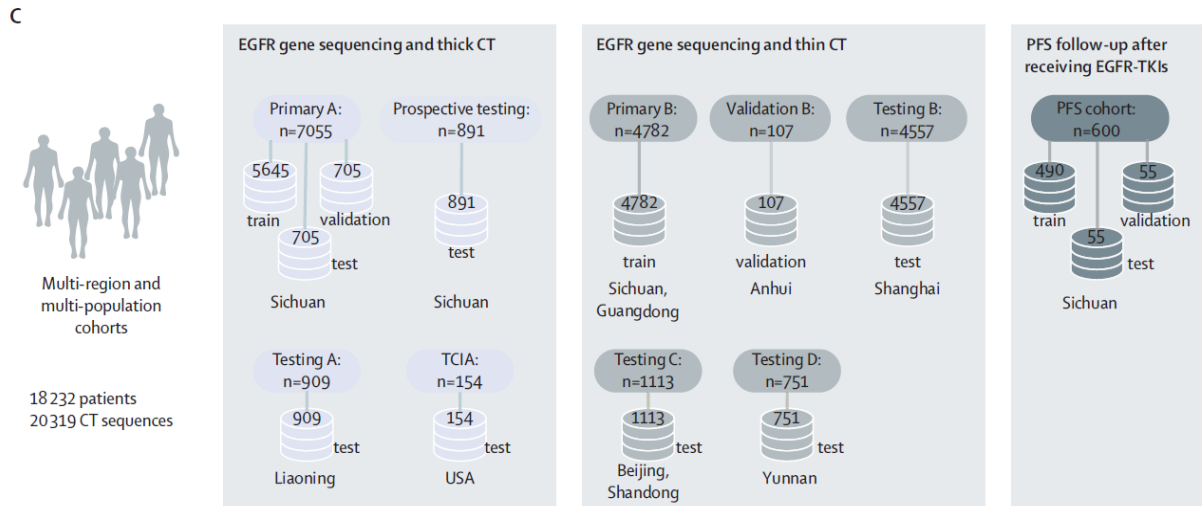 C
Multi-region and
multi-population
cohorts
18 232 patients
20 319 CT sequences
EGFR gene sequencing and thick CT
Primary A:
n=7055
5645
train
705
validation
705
test
Sichuan
Prospective testing:
n=891
891
test
Sichuan
Testing A:
n=909
909
test
Liaoning
TCIA:
n=154
154
test
USA
EGFR gene sequencing and thin CT
Primary B:
n=4782
4782
train
Sichuan,
Guangdong
Validation B:
n=107
107
validation
Anhui
Testing B:
n=4557
4557
test
Shanghai
Testing C:
n=1113
1113
test
Beijing,
Shandong
Testing D:
n=751
751
test
Yunnan
PFS follow-up after
receiving EGFR-TKIs
PFS cohort:
n=600
490
train
55
validation
55
test
Sichuan